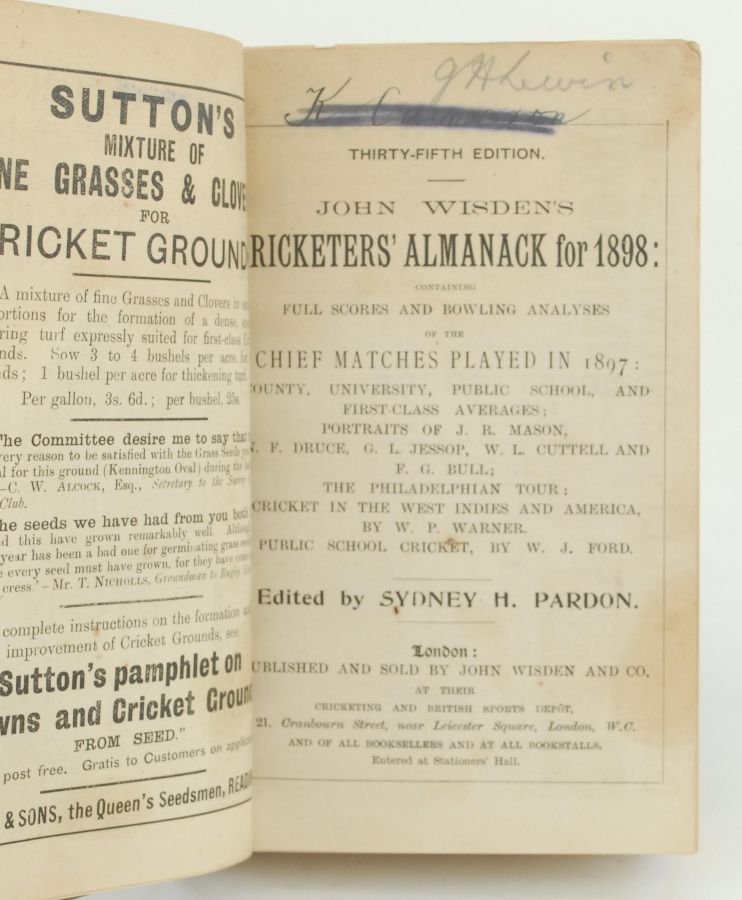 SUTTON'S
MIXTURE OF
NE GRASSES & CLOVE
FOR
RICKET GROUND
A mixture of fine Grasses and Clovers in
ortions for the formation of a dense,
ring turf expressly suited for first-class
nds. Sow 3 to 4 bushels per acre for
ds; 1 bushel per acre for thickening turf.
Per gallon, 3s. 6d.; per bushel, 25s.
The Committee desire me to say that
very reason to be satisfied with the Grass Seeds
l for this ground (Kennington Oval) during the
—C. W. ALCOCK, Esq., Secretary to the Surrey
Club.
he seeds we have had from you both
d this have grown remarkably well. Although
year has been a bad one for germinating grass
e every seed must have grown, for they have
cress.'—Mr. T. NICHOLLS, Groundman to Rugby
complete instructions on the formation
improvement of Cricket Grounds, see
Sutton's pamphlet on
wns and Cricket Ground
FROM SEED."
post free. Gratis to Customers on applica
& SONS, the Queen's Seedsmen, READI
G H Lewin
K Cameron
THIRTY-FIFTH EDITION.
JOHN WISDEN'S
RICKETERS' ALMANACK for 1898:
CONTAINING
FULL SCORES AND BOWLING ANALYSES
OF THE
CHIEF MATCHES PLAYED IN 1897:
OUNTY, UNIVERSITY, PUBLIC SCHOOL, AND
FIRST-CLASS AVERAGES;
PORTRAITS OF J. R. MASON,
N. F. DRUCE, G. L. JESSOP, W. L. CUTTELL AND
F. G. BULL;
THE PHILADELPHIAN TOUR:
CRICKET IN THE WEST INDIES AND AMERICA,
BY W. P. WARNER.
PUBLIC SCHOOL CRICKET, BY W. J. FORD.
Edited by SYDNEY H. PARDON.
London:
UBLISHED AND SOLD BY JOHN WISDEN AND CO.
AT THEIR
CRICKETING AND BRITISH SPORTS DEPÔT,
21. Cranbourn Street, near Leicester Square, London, W.C.
AND OF ALL BOOKSELLERS AND AT ALL BOOKSTALLS.
Entered at Stationers' Hall.